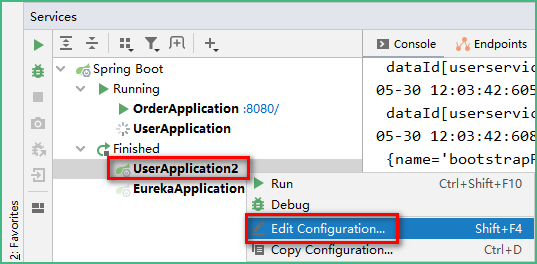 Services
Console
Endpoints
Spring Boot
Running
OrderApplication :8080/
UserApplication
Finished
UserApplication2
EurekaApplication
dataId[userservic
05-30 12:03:42:605
dataId[userservic
05-30 12:03:42:608
{name='bootstrapP
Run Ctrl+Shift+F10
Debug
Edit Configuration... Shift+F4
Copy Configuration... Ctrl+D
2: Favorites